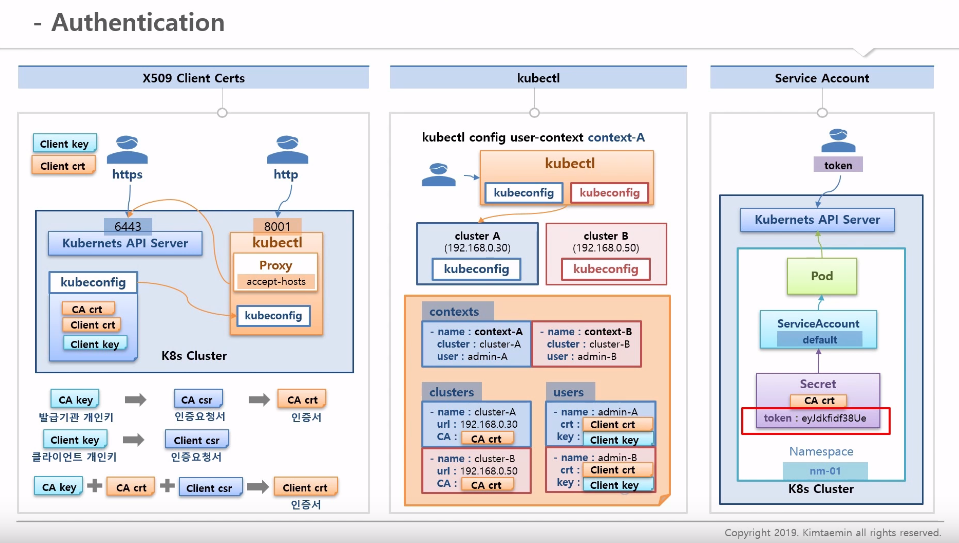 - Authentication
X509 Client Certs
Client key
Client crt
https
http
6443
Kubernets API Server
8001
kubectl
Proxy
accept-hosts
kubeconfig
kubeconfig
CA crt
Client crt
Client key
K8s Cluster
CA key
CA csr
CA crt
발급기관 개인키
인증요청서
인증서
Client key
Client csr
클라이언트 개인키
인증요청서
CA key
CA crt
Client csr
Client crt
인증서
kubectl
kubectl config user-context context-A
kubectl
kubeconfig
kubeconfig
cluster A
(192.168.0.30)
kubeconfig
cluster B
(192.168.0.50)
kubeconfig
contexts
- name : context-A
cluster : cluster-A
user : admin-A
- name : context-B
cluster : cluster-B
user : admin-B
clusters
- name : cluster-A
url : 192.168.0.30
CA : CA crt
- name : cluster-B
url : 192.168.0.50
CA : CA crt
users
- name : admin-A
crt : Client crt
key : Client key
- name : admin-B
crt : Client crt
key : Client key
Service Account
token
Kubernets API Server
Pod
ServiceAccount
default
Secret
CA crt
token : eyJdkfidf38Ue
Namespace
nm-01
K8s Cluster
Copyright 2019. Kimtaemin all rights reserved.